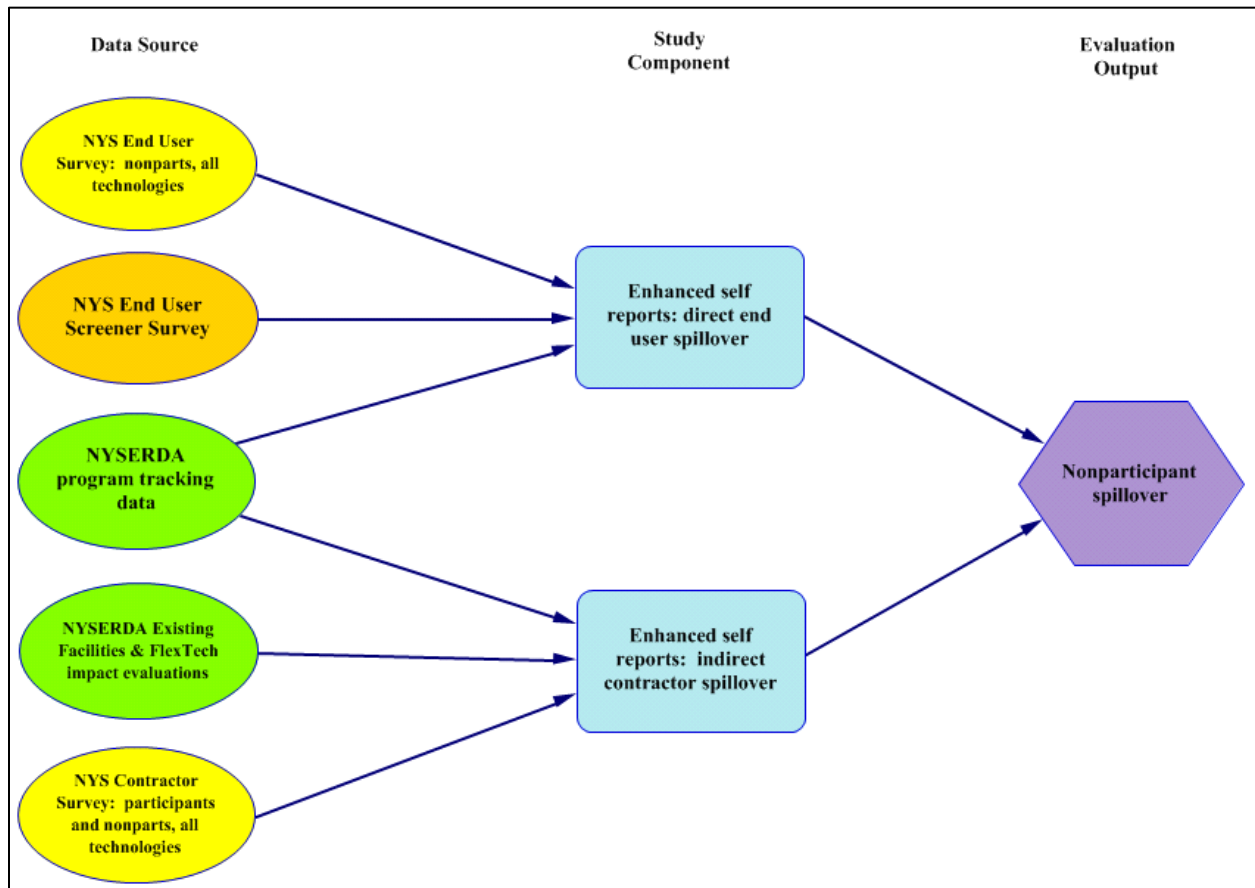 Data Source
Study
Component
Evaluation
Output
NYS End User
Survey: nonparts, all
technologies
NYS End User
Screener Survey
NYSERDA
program tracking
data
NYSERDA Existing
Facilities & FlexTech
impact evaluations
NYS Contractor
Survey: participants
and nonparts, all
technologies
Enhanced self
reports: direct end
user spillover
Enhanced self
reports: indirect
contractor spillover
Nonparticipant
spillover